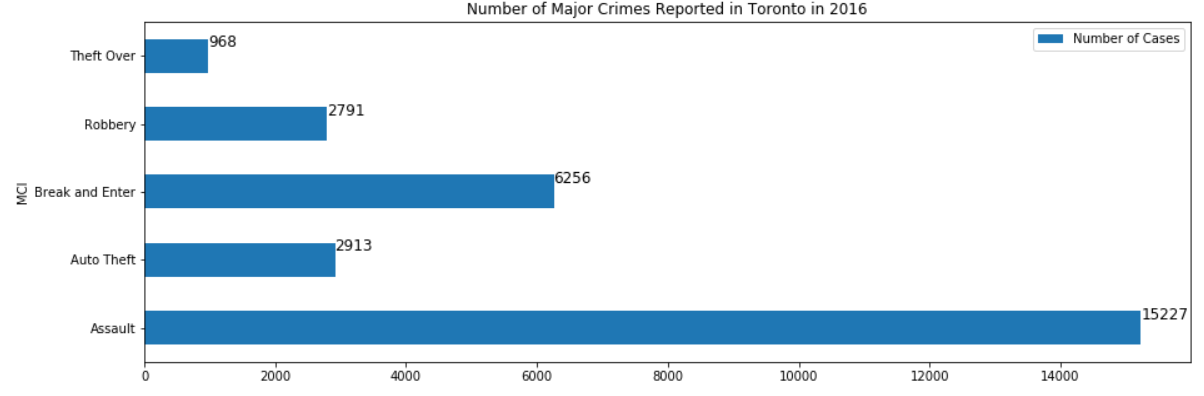 Number of Major Crimes Reported in Toronto in 2016
Number of Cases
MCI
Theft Over
968
Robbery
2791
Break and Enter
6256
Auto Theft
2913
Assault
15227
0 2000 4000 6000 8000 10000 12000 14000